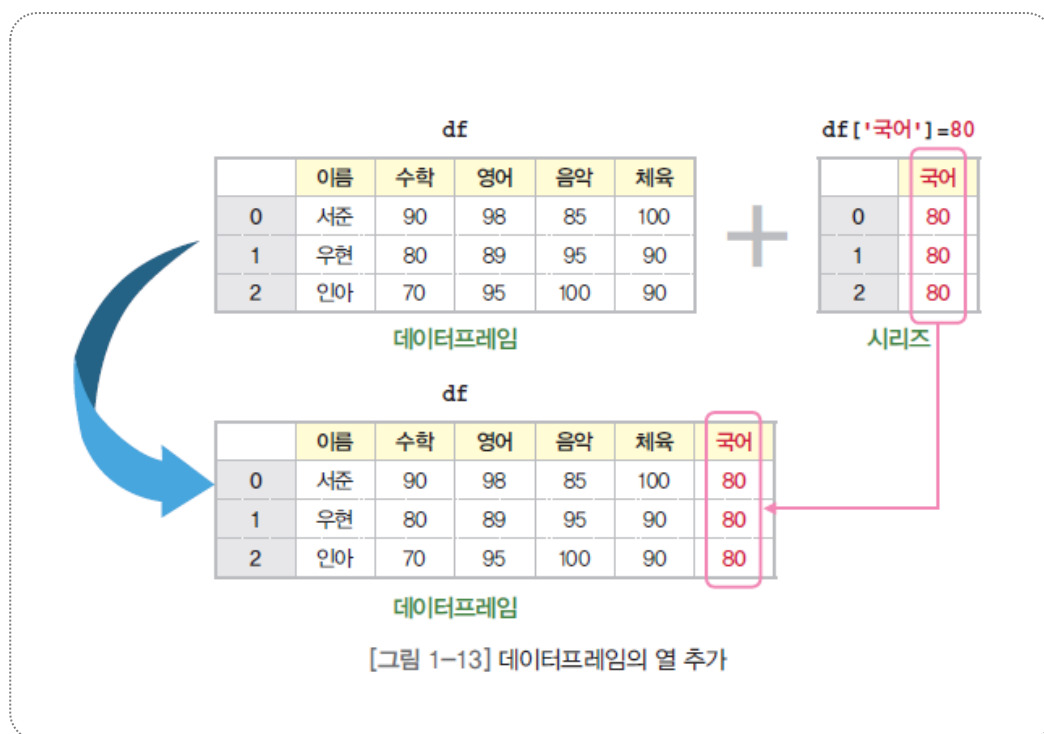 df
이름 수학 영어 음악 체육
0 서준 90 98 85 100
1 우현 80 89 95 90
2 인아 70 95 100 90
데이터프레임
+
df['국어']=80
국어
0 80
1 80
2 80
시리즈
df
이름 수학 영어 음악 체육 국어
0 서준 90 98 85 100 80
1 우현 80 89 95 90 80
2 인아 70 95 100 90 80
데이터프레임
[그림 1-13] 데이터프레임의 열 추가